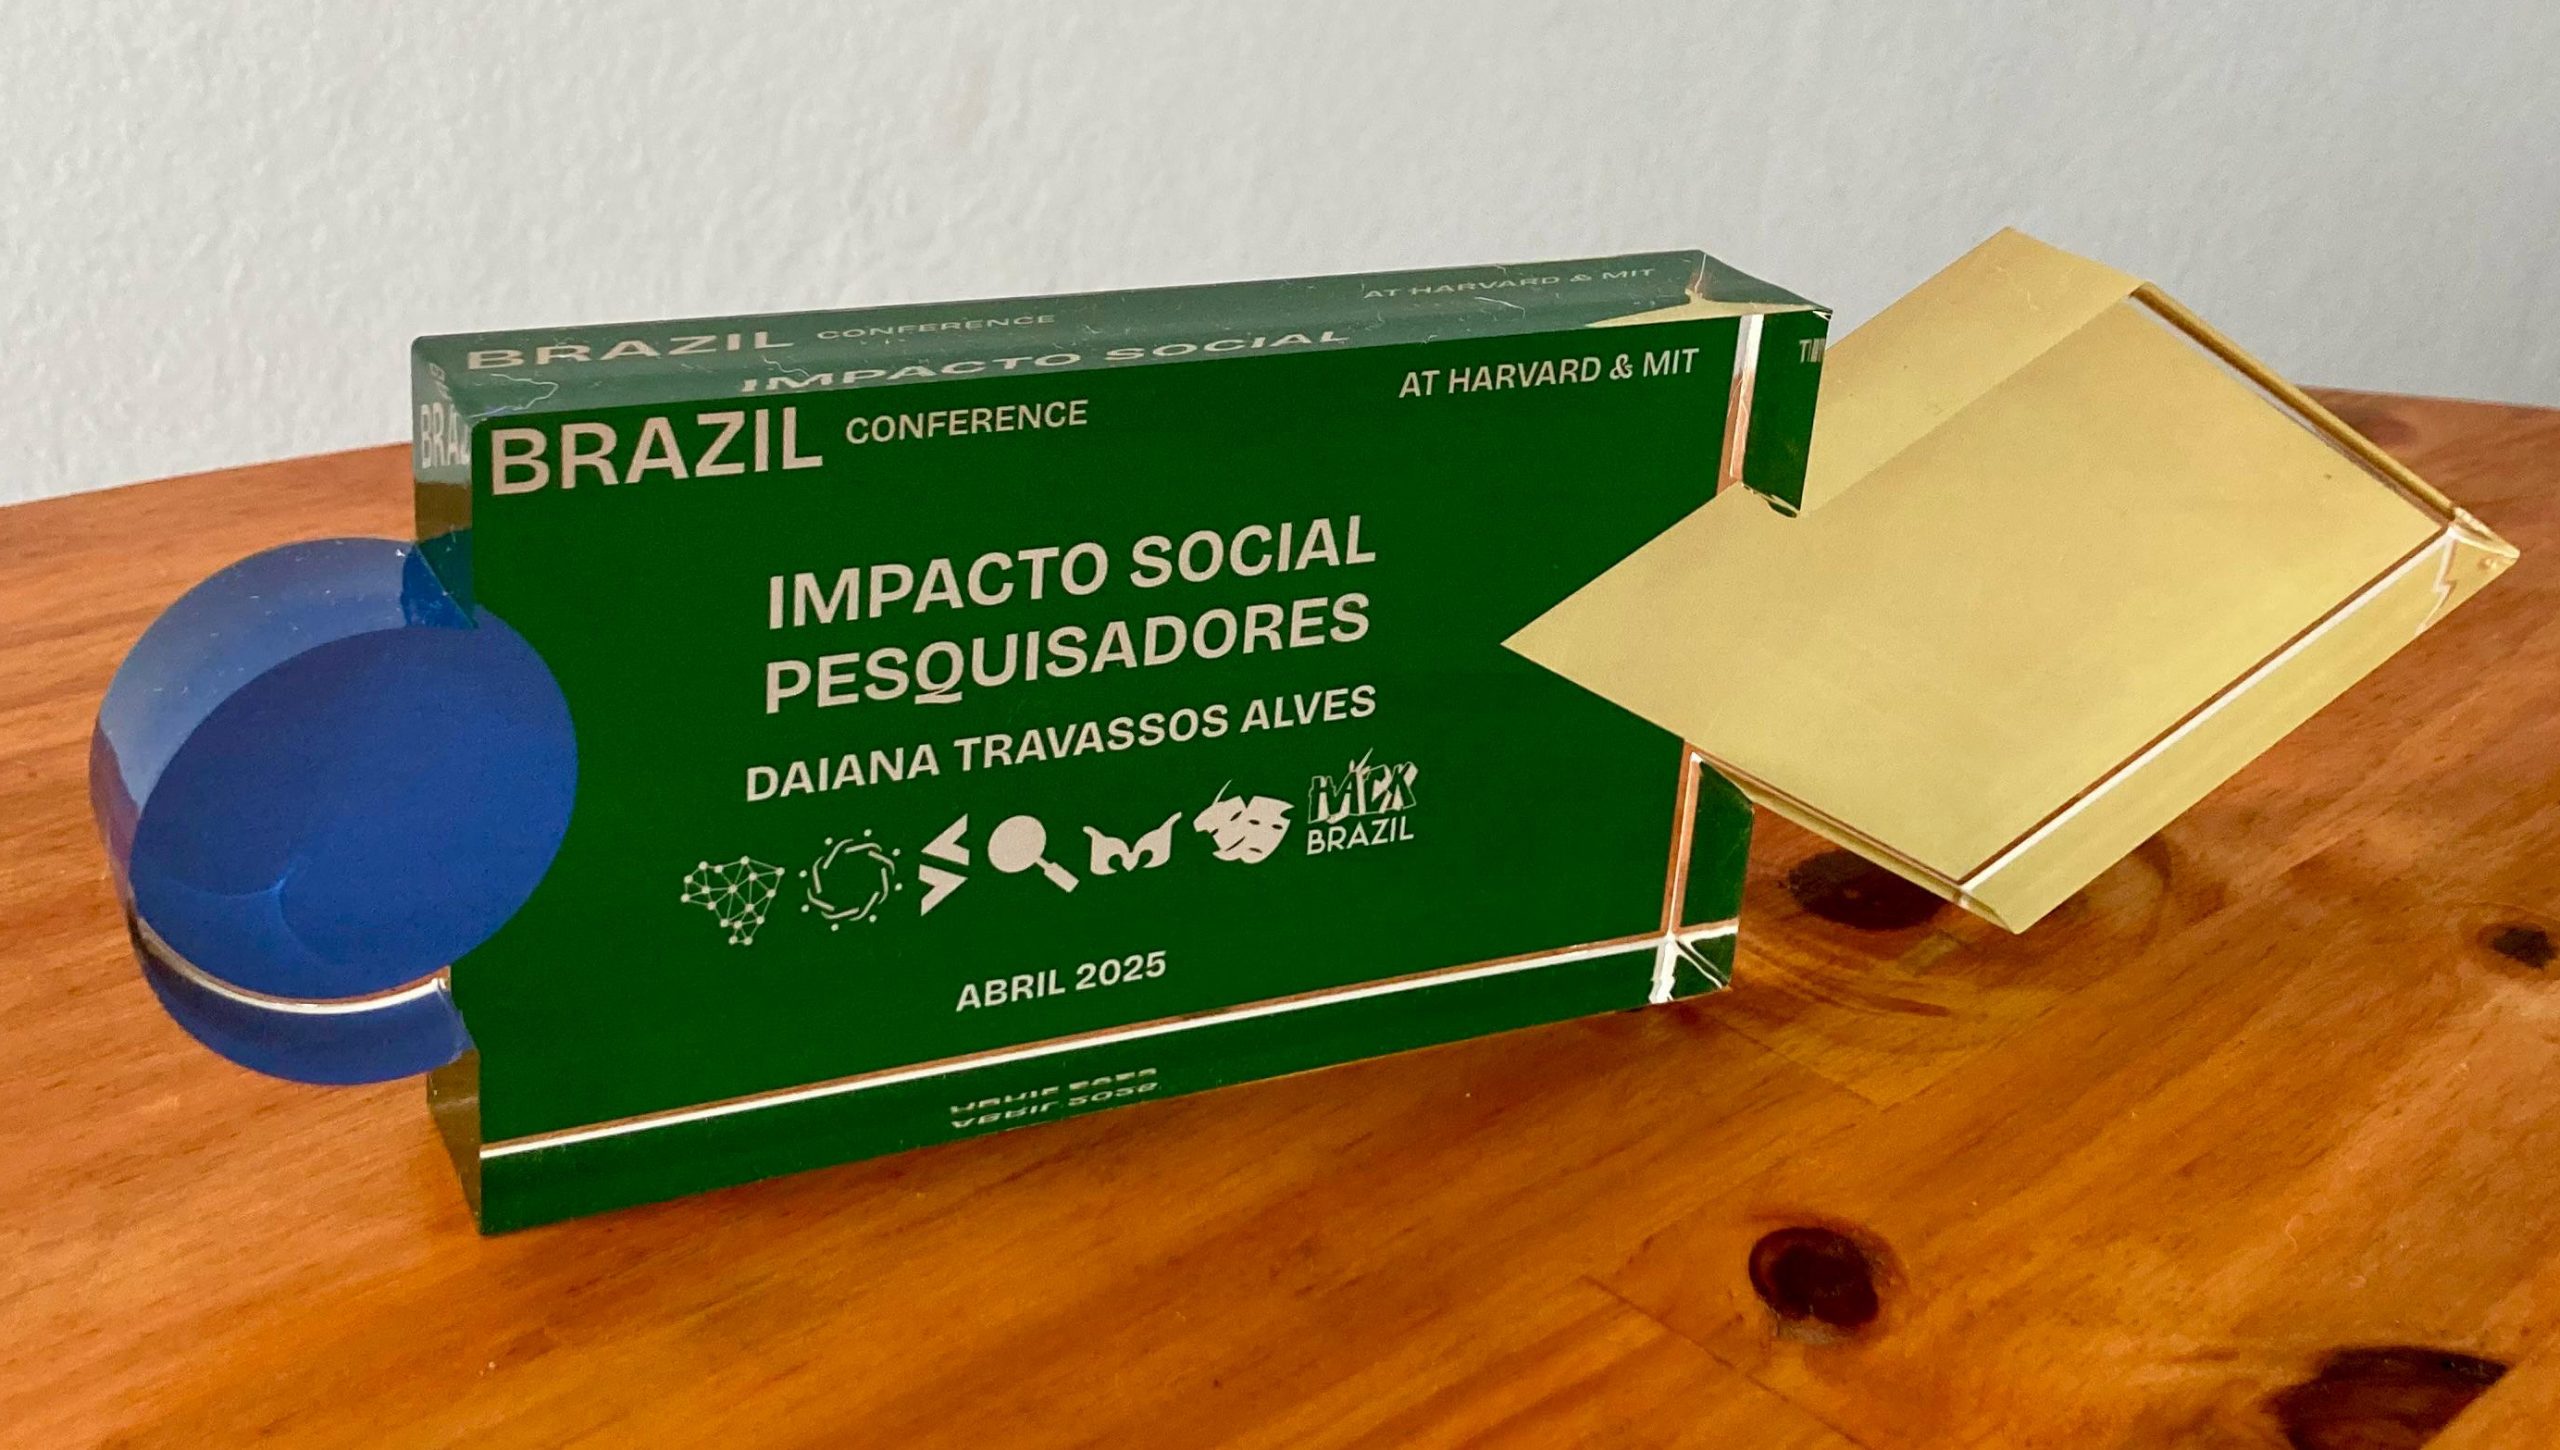 BRAZIL CONFERENCE AT HARVARD & MIT
IMPACTO SOCIAL
PESQUISADORES
DAIANA TRAVASSOS ALVES
HACK
BRAZIL
ABRIL 2025